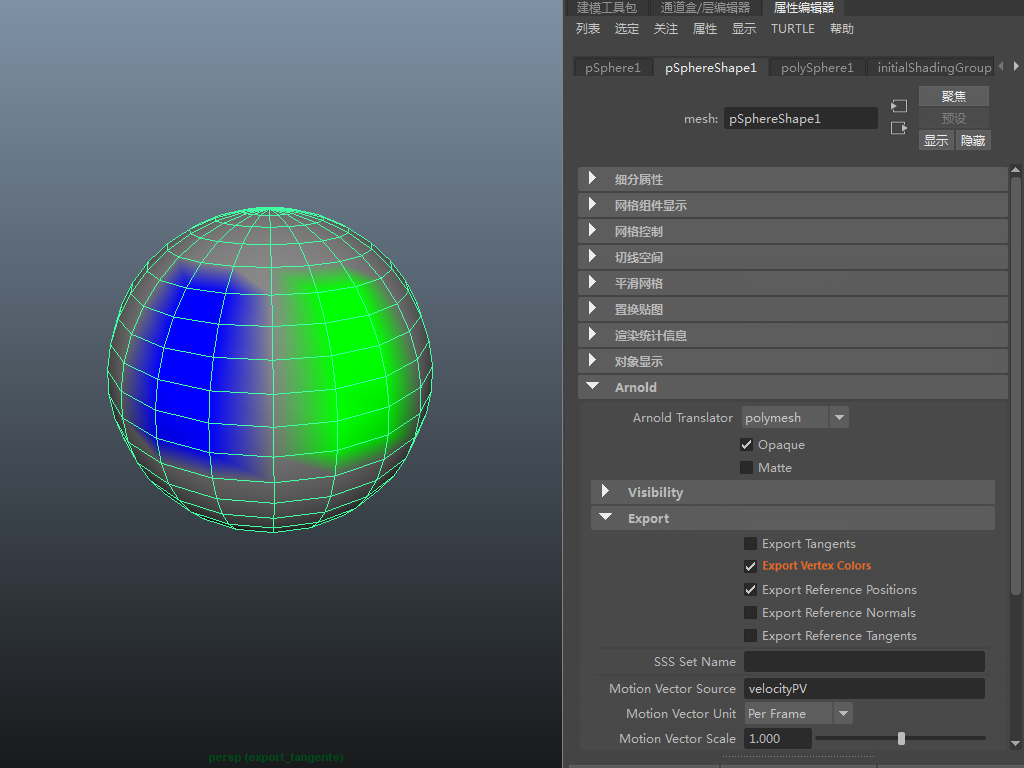 建模工具包 通道盒/层编辑器 属性编辑器
列表 选定 关注 属性 显示 TURTLE 帮助
pSphere1 pSphereShape1 polySphere1 initialShadingGroup
聚焦
mesh: pSphereShape1
预设
显示 隐藏
细分属性
网格组件显示
网格控制
切线空间
平滑网格
置换贴图
渲染统计信息
对象显示
Arnold
Arnold Translator polymesh
Opaque
Matte
Visibility
Export
Export Tangents
Export Vertex Colors
Export Reference Positions
Export Reference Normals
Export Reference Tangents
SSS Set Name
Motion Vector Source velocityPV
Motion Vector Unit Per Frame
Motion Vector Scale 1.000
persp (export_tangents)